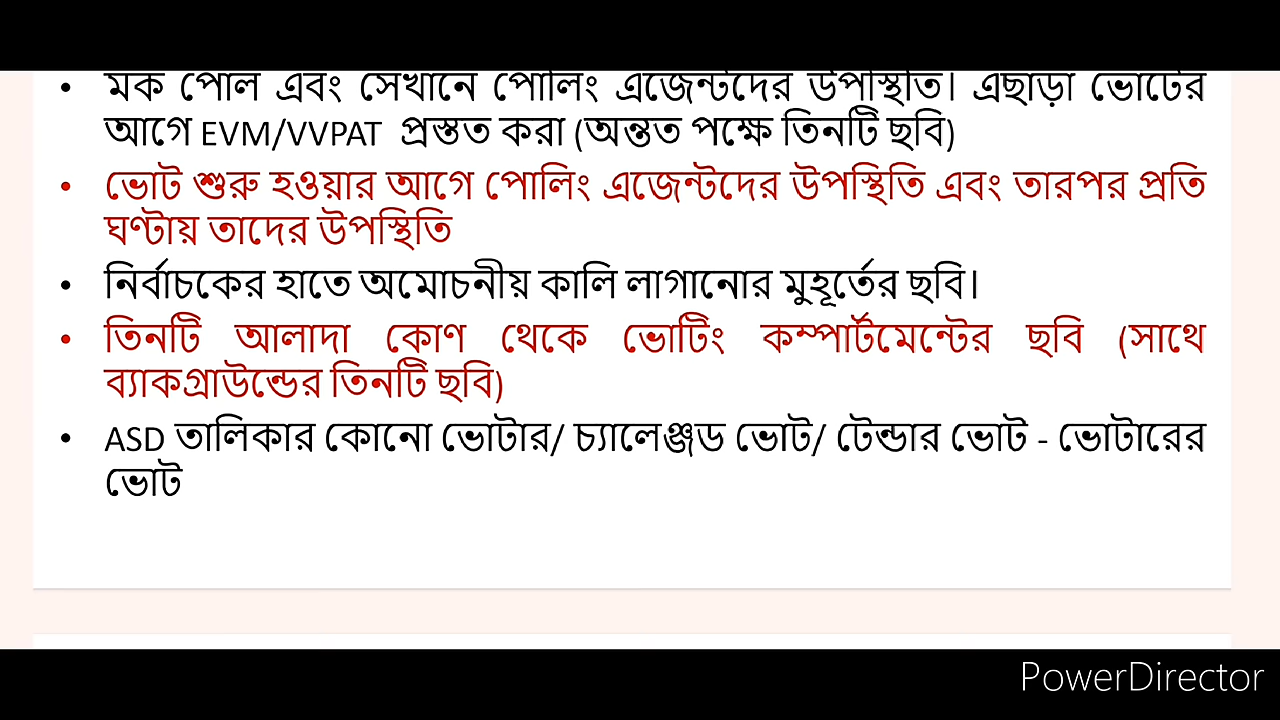 • মক পোল এবং সেখানে পোলিং এজেন্টদের উপস্থিতি। এছাড়া ভোটের
আগে EVM/VVPAT প্রস্তত করা (অন্তত পক্ষে তিনটি ছবি)
• ভোট শুরু হওয়ার আগে পোলিং এজেন্টদের উপস্থিতি এবং তারপর প্রতি
ঘণ্টায় তাদের উপস্থিতি
• নির্বাচকের হাতে অমোচনীয় কালি লাগানোর মুহূর্তের ছবি।
• তিনটি আলাদা কোণ থেকে ভোটিং কম্পার্টমেন্টের ছবি (সাথে
ব্যাকগ্রাউন্ডের তিনটি ছবি)
• ASD তালিকার কোনো ভোটার/ চ্যালেঞ্জড ভোট/ টেন্ডার ভোট - ভোটারের
ভোট
PowerDirector